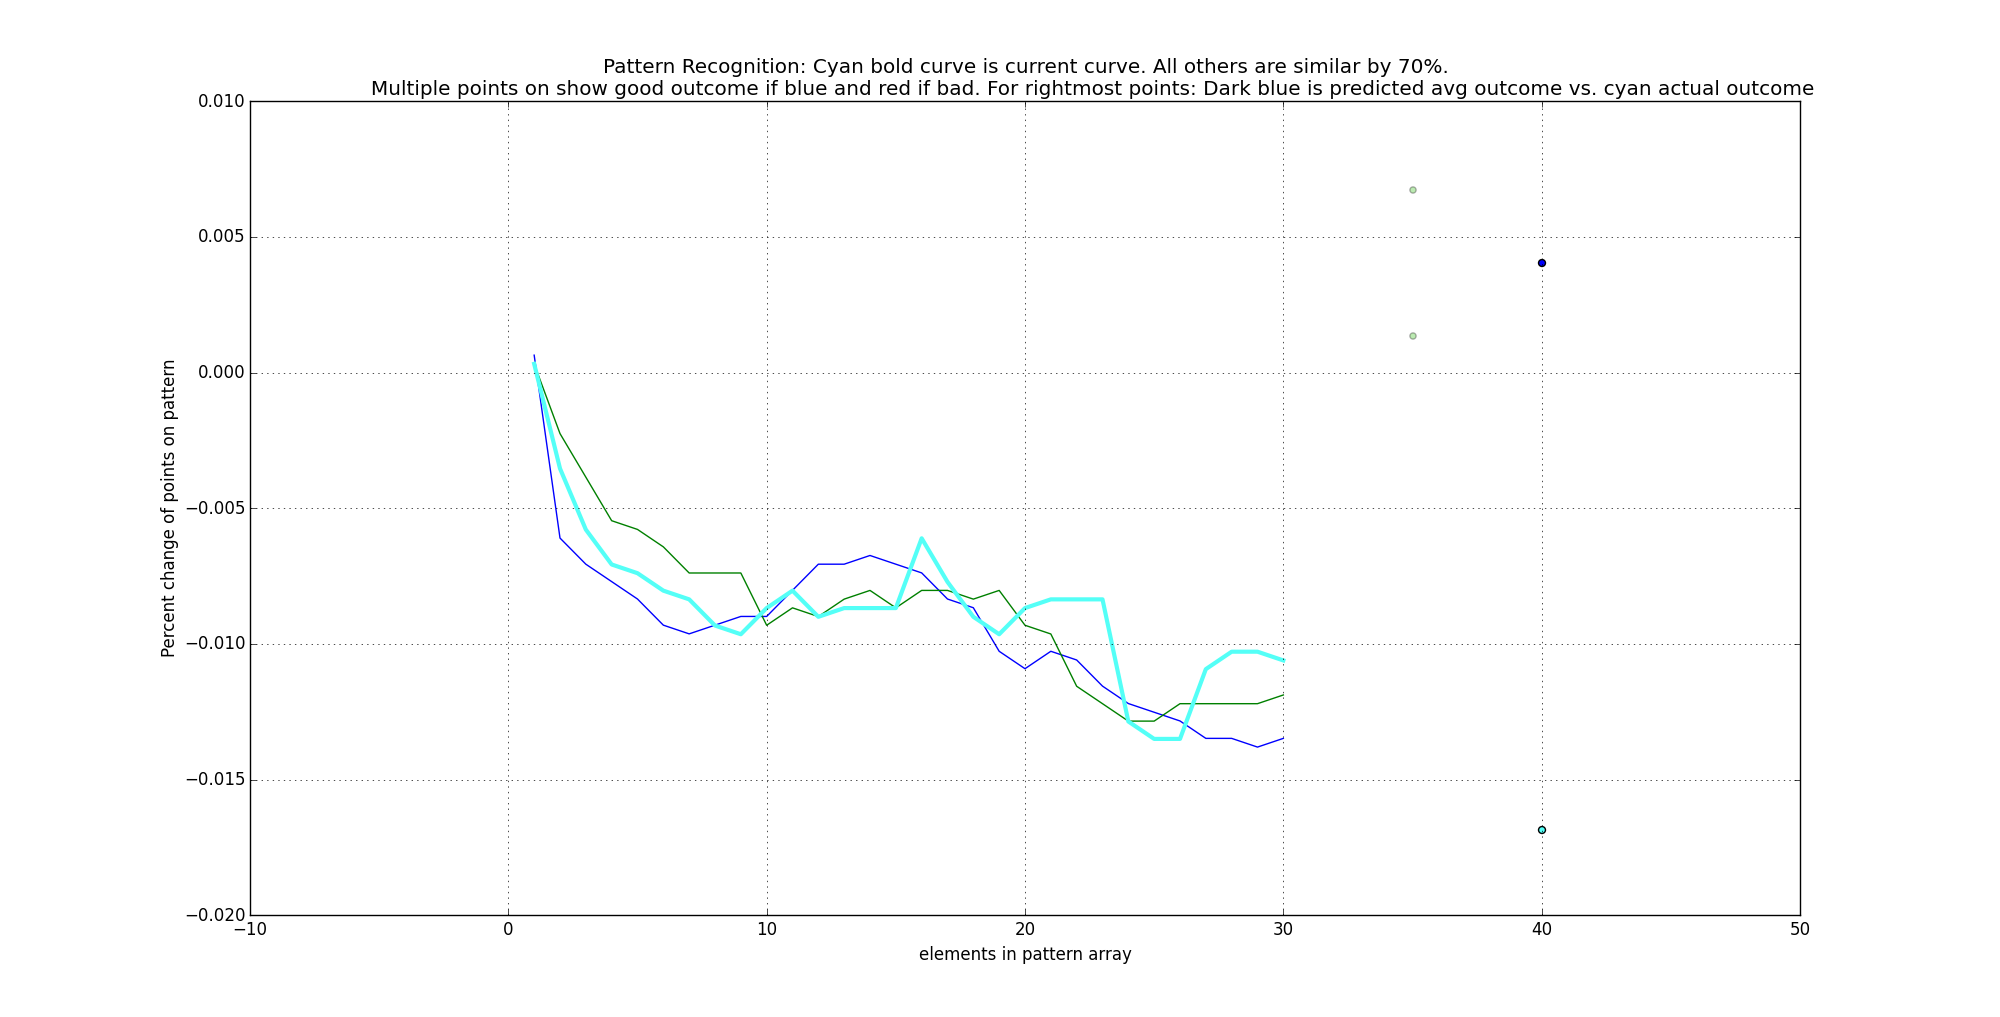 Pattern Recognition: Cyan bold curve is current curve. All others are similar by 70%.
Multiple points on show good outcome if blue and red if bad. For rightmost points: Dark blue is predicted avg outcome vs. cyan actual outcome
0.010
0.005
0.000
−0.005
−0.010
−0.015
−0.020
Percent change of points on pattern
−10 0 10 20 30 40 50
elements in pattern array